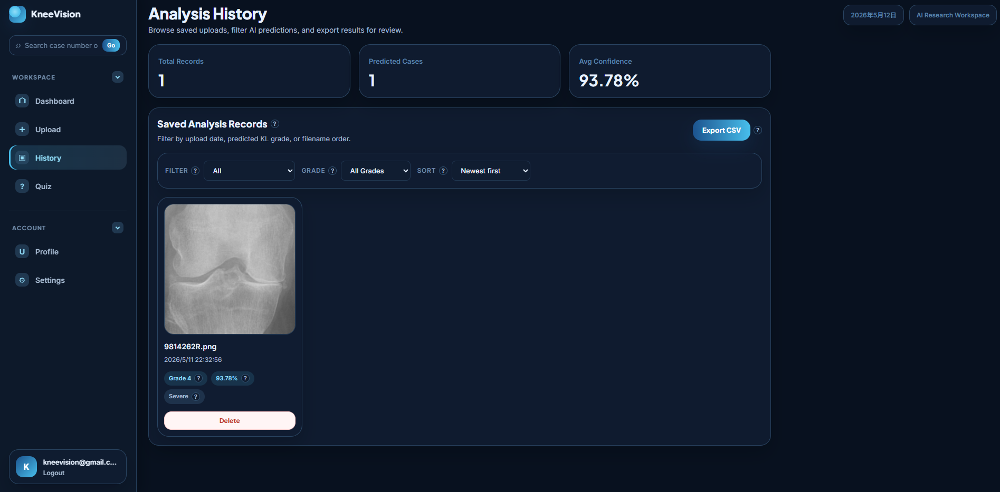 KneeVision
Search case number o
Go
WORKSPACE
Dashboard
Upload
History
? Quiz
ACCOUNT
U Profile
Settings
K
kneevision@gmail.c...
Logout
Analysis History
Browse saved uploads, filter AI predictions, and export results for review.
2026年5月12日
AI Research Workspace
Total Records
1
Predicted Cases
1
Avg Confidence
93.78%
Saved Analysis Records ?
Filter by upload date, predicted KL grade, or filename order.
Export CSV ?
FILTER ? All GRADE ? All Grades SORT ? Newest first
9814262R.png
2026/5/11 22:32:56
Grade 4 ? 93.78% ?
Severe ?
Delete